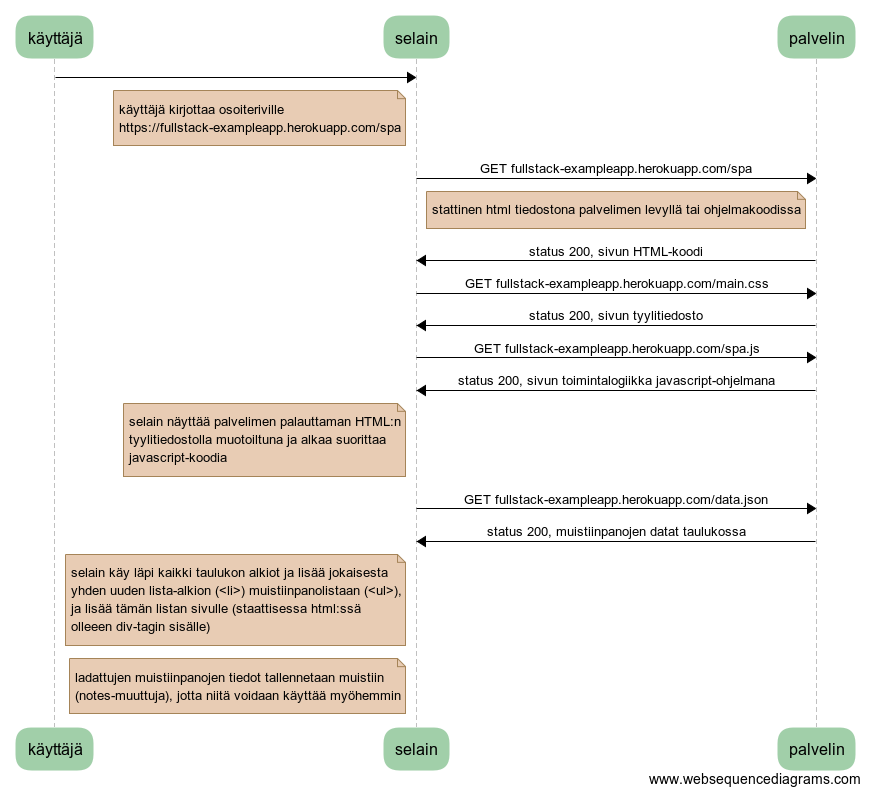 käyttäjä
selain
palvelin
käyttäjä kirjottaa osoiteriville
https://fullstack-exampleapp.herokuapp.com/spa
GET fullstack-exampleapp.herokuapp.com/spa
stattinen html tiedostona palvelimen levyllä tai ohjelmakoodissa
status 200, sivun HTML-koodi
GET fullstack-exampleapp.herokuapp.com/main.css
status 200, sivun tyylitiedosto
GET fullstack-exampleapp.herokuapp.com/spa.js
status 200, sivun toimintalogiikka javascript-ohjelmana
selain näyttää palvelimen palauttaman HTML:n
tyylitiedostolla muotoiltuna ja alkaa suorittaa
javascript-koodia
GET fullstack-exampleapp.herokuapp.com/data.json
status 200, muistiinpanojen datat taulukossa
selain käy läpi kaikki taulukon alkiot ja lisää jokaisesta
yhden uuden lista-alkion (<li>) muistiinpanolistaan (<ul>),
ja lisää tämän listan sivulle (staattisessa html:ssä
olleeen div-tagin sisälle)
ladattujen muistiinpanojen tiedot tallennetaan muistiin
(notes-muuttuja), jotta niitä voidaan käyttää myöhemmin
käyttäjä
selain
palvelin
www.websequencediagrams.com